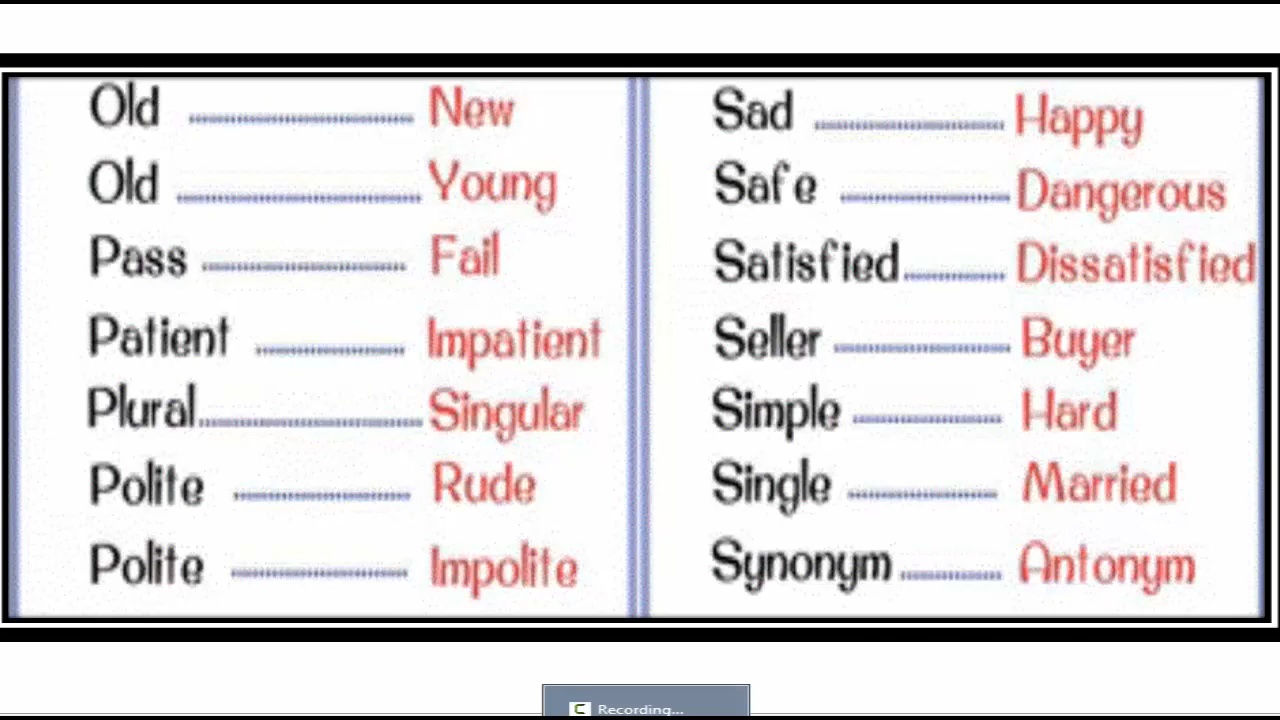 Old ........ New
Old ........ Young
Pass ........ Fail
Patient ........ Impatient
Plural ........ Singular
Polite ........ Rude
Polite ........ Impolite
Sad ........ Happy
Safe ........ Dangerous
Satisfied ........ Dissatisfied
Seller ........ Buyer
Simple ........ Hard
Single ........ Married
Synonym ........ Antonym
Recording...